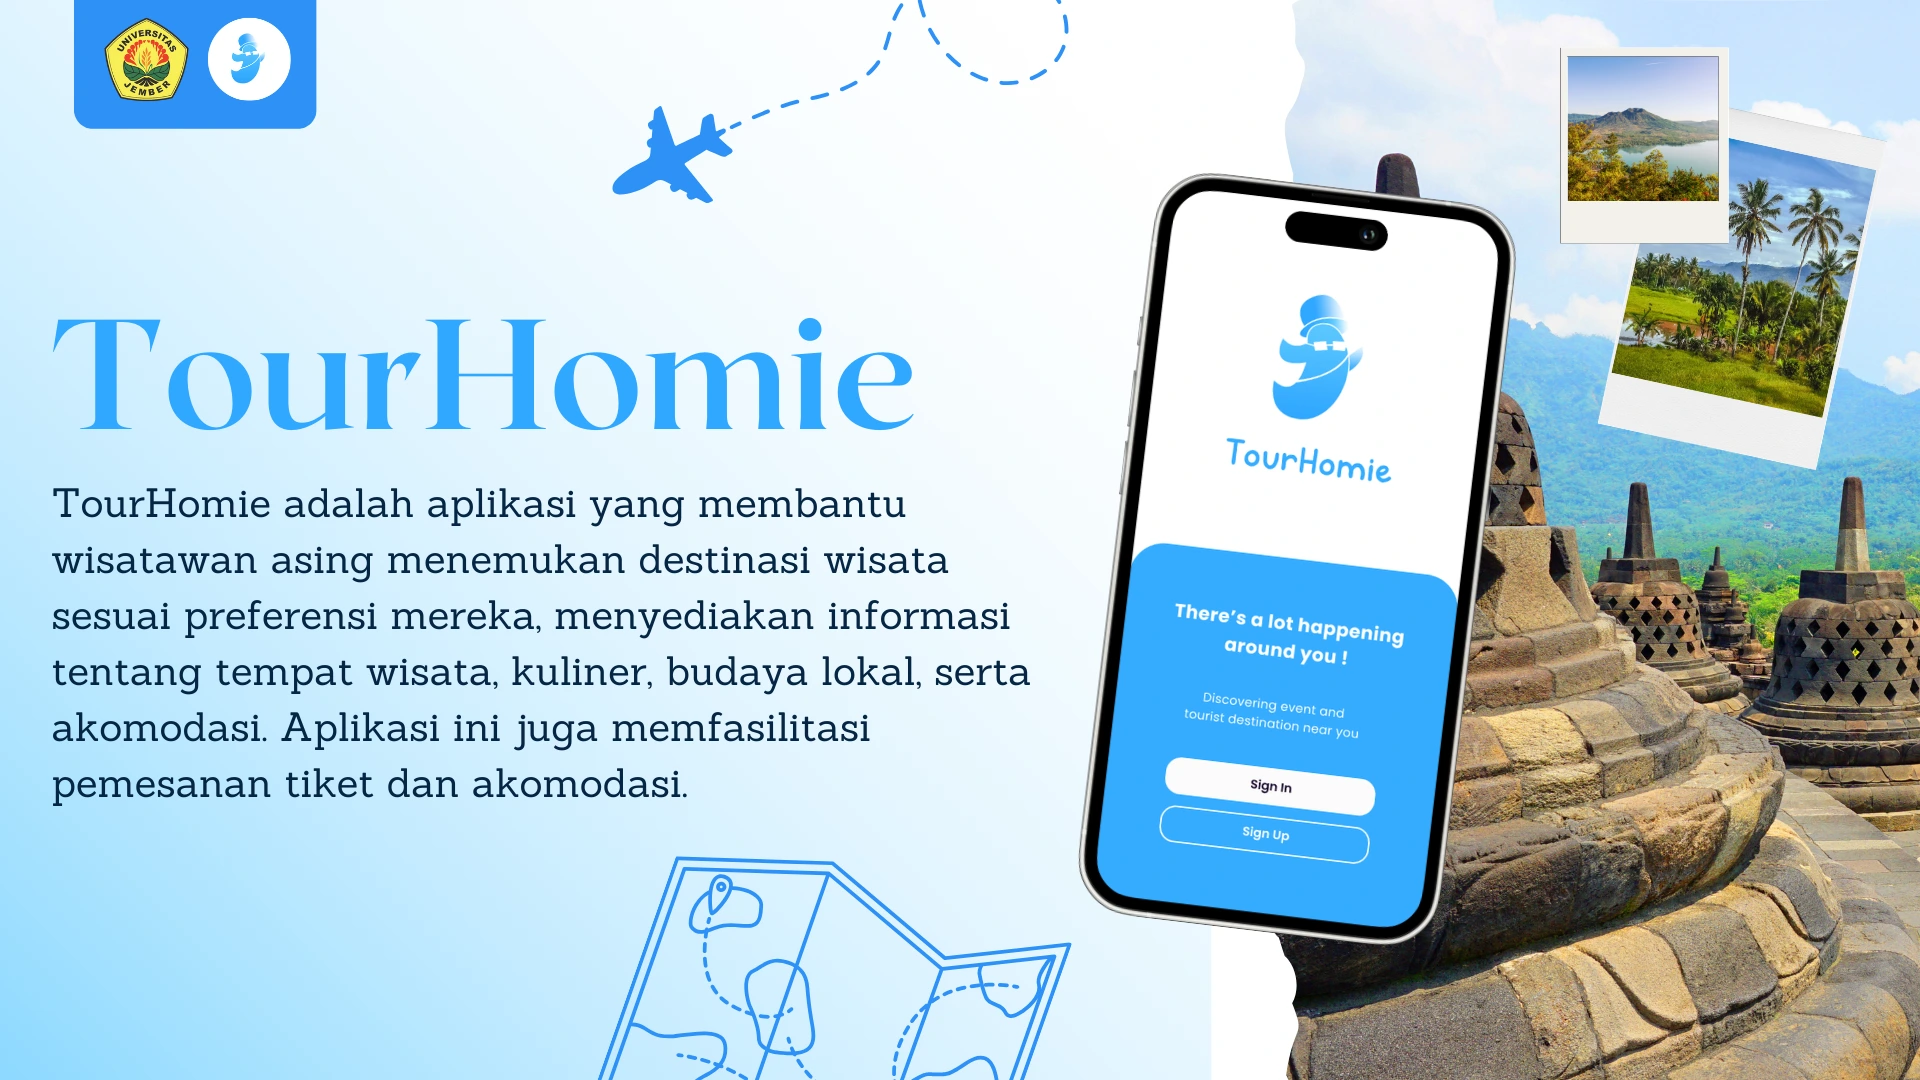 UNIVERSITAS
JEMBER
TourHomie
TourHomie adalah aplikasi yang membantu
wisatawan asing menemukan destinasi wisata
sesuai preferensi mereka, menyediakan informasi
tentang tempat wisata, kuliner, budaya lokal, serta
akomodasi. Aplikasi ini juga memfasilitasi
pemesanan tiket dan akomodasi.
TourHomie
There's a lot happening
around you !
Discovering event and
tourist destination near you
Sign In
Sign Up